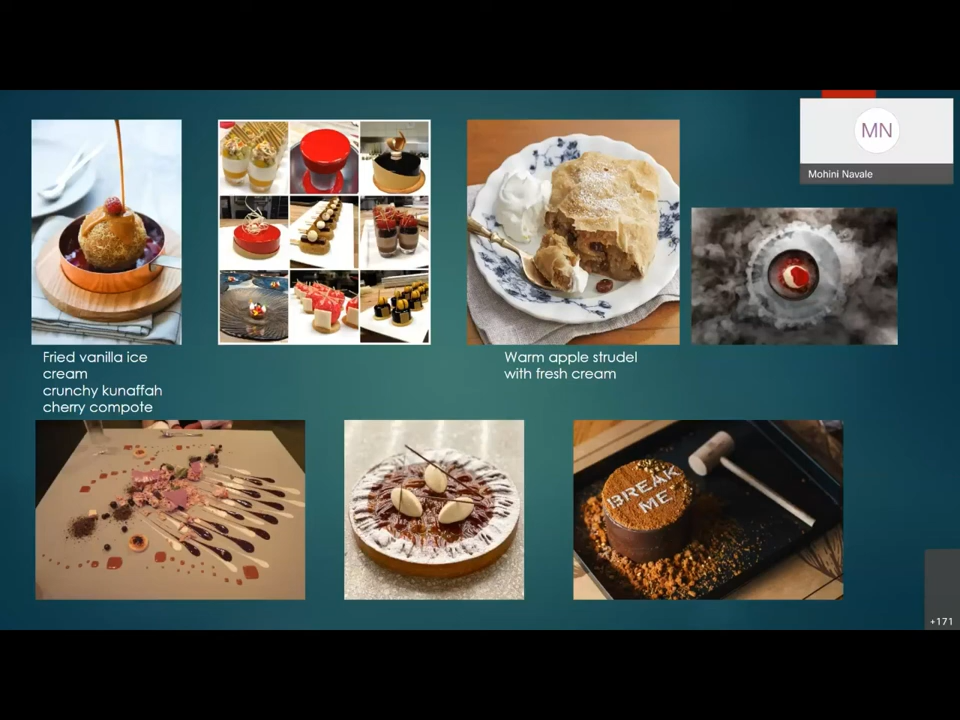 MN
Mohini Navale
Fried vanilla ice
cream
crunchy kunaffah
cherry compote
Warm apple strudel
with fresh cream
BREAK
ME
+171